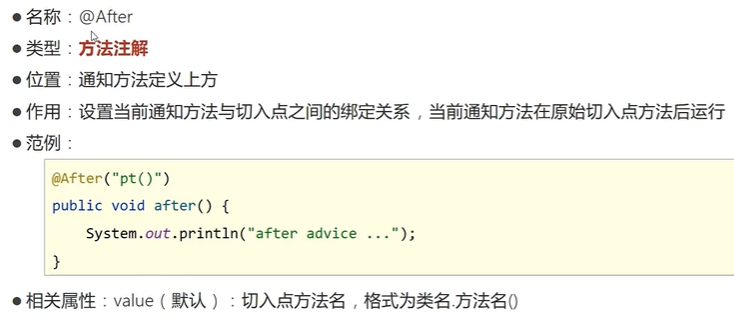 ● 名称：@After
● 类型：方法注解
● 位置：通知方法定义上方
● 作用：设置当前通知方法与切入点之间的绑定关系，当前通知方法在原始切入点方法后运行
● 范例：
@After("pt()")
public void after() {
    System.out.println("after advice ...");
}
● 相关属性：value（默认）：切入点方法名，格式为类名.方法名()